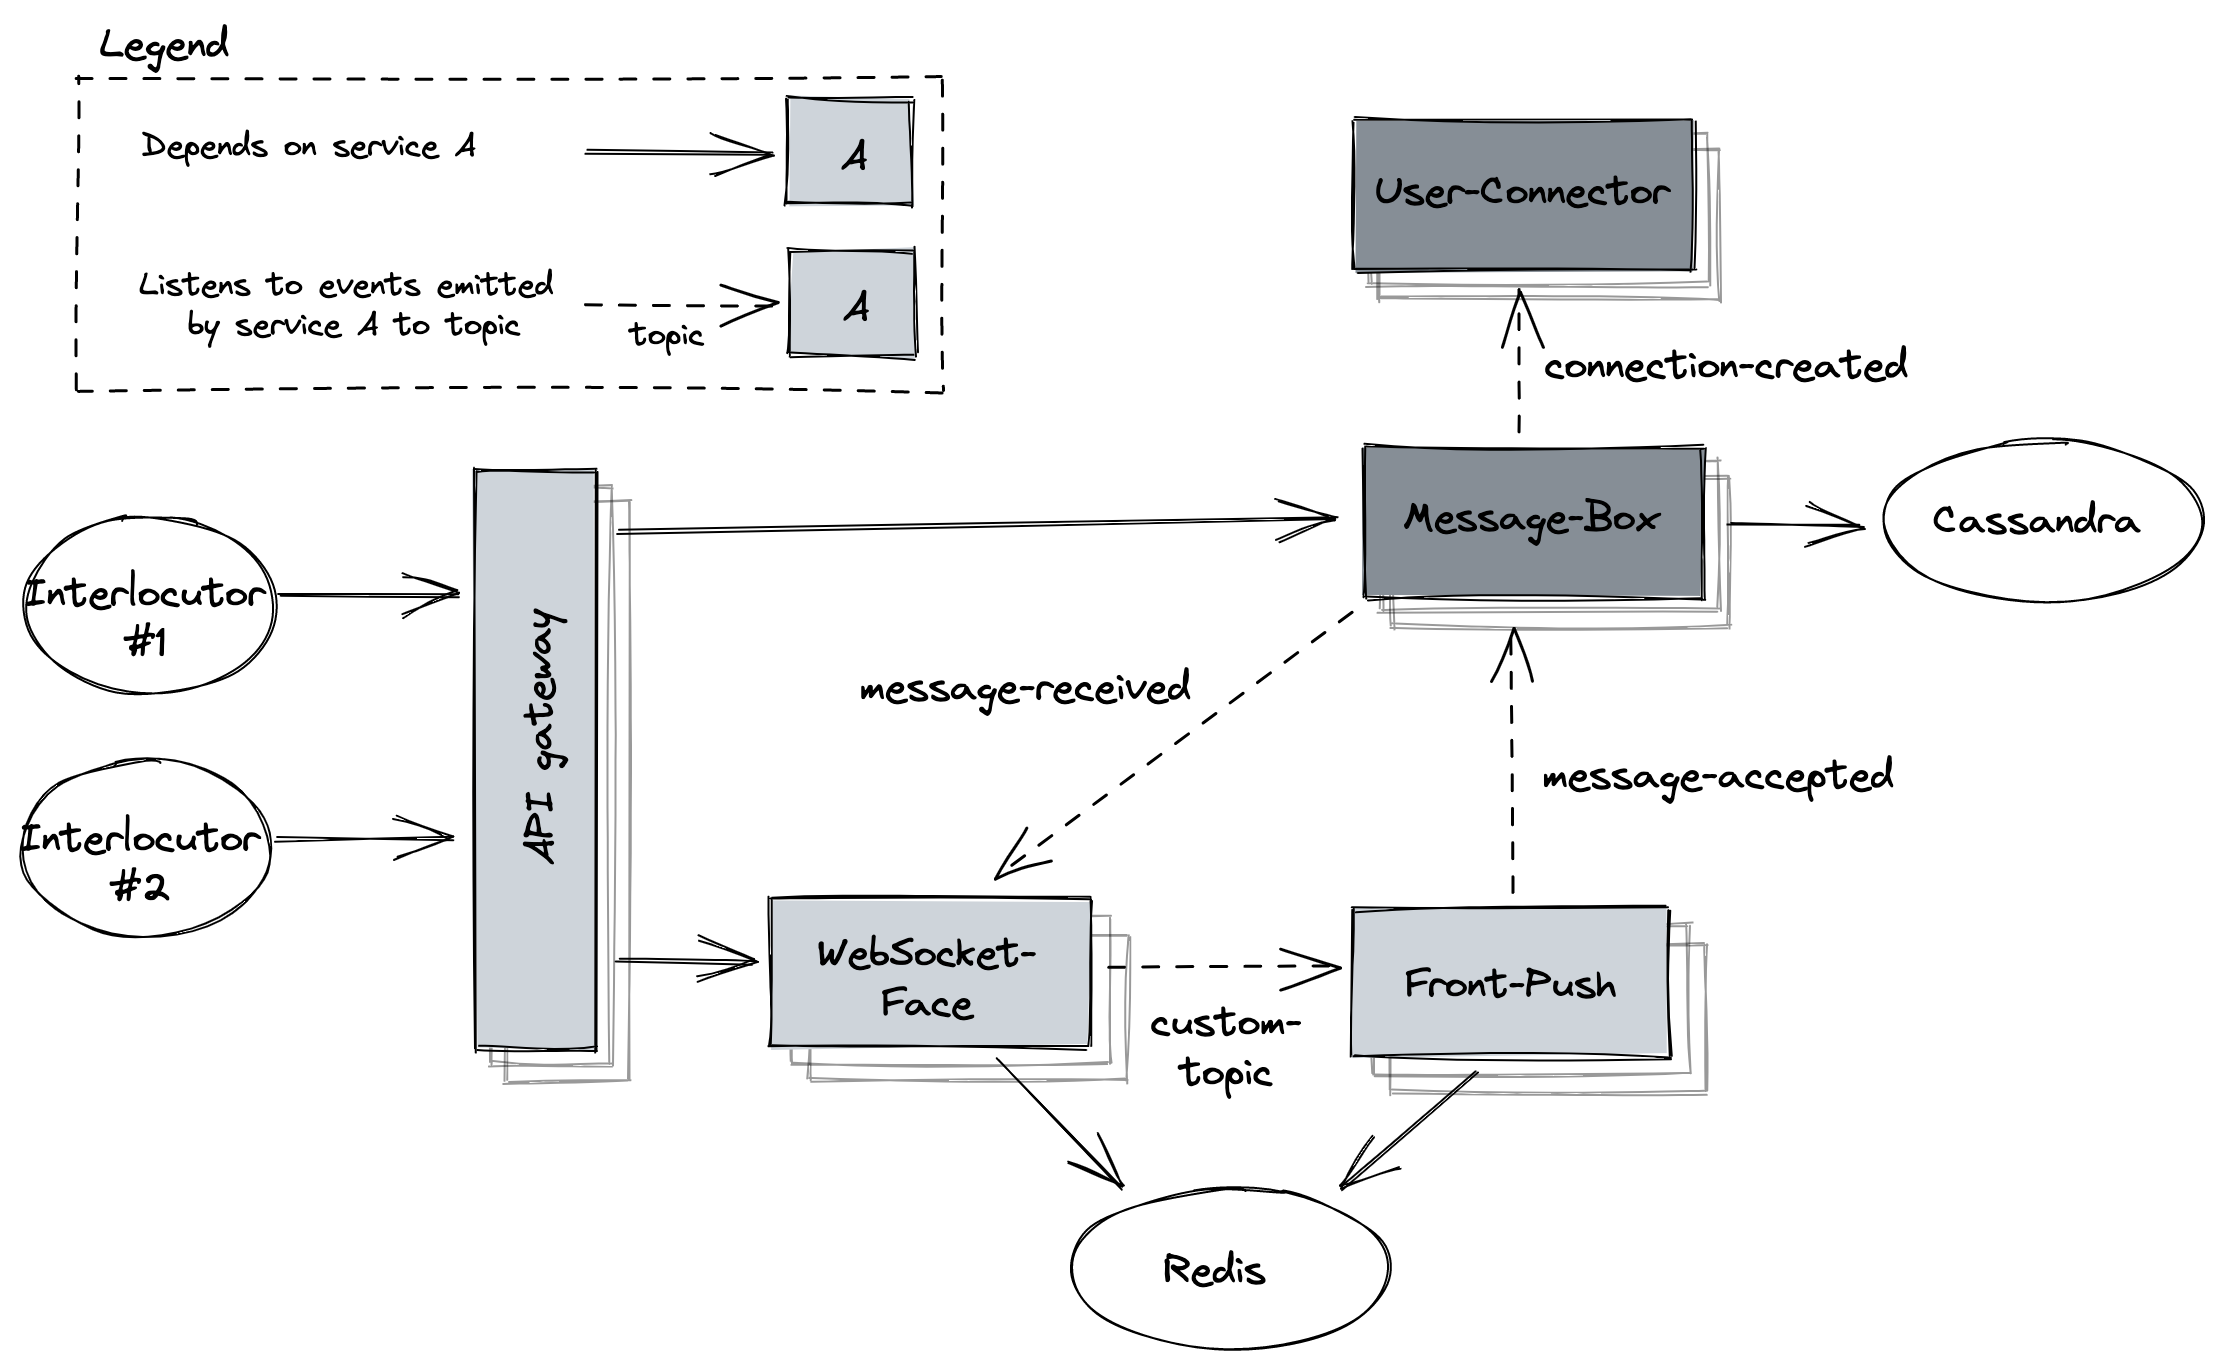 Legend
Depends on service A
A
Listens to events emitted
by service A to topic
topic
A
User-Connector
connection-created
Message-Box
Cassandra
Interlocutor
#1
API gateway
message-received
message-accepted
Interlocutor
#2
WebSocket-
Face
custom-
topic
Front-Push
Redis